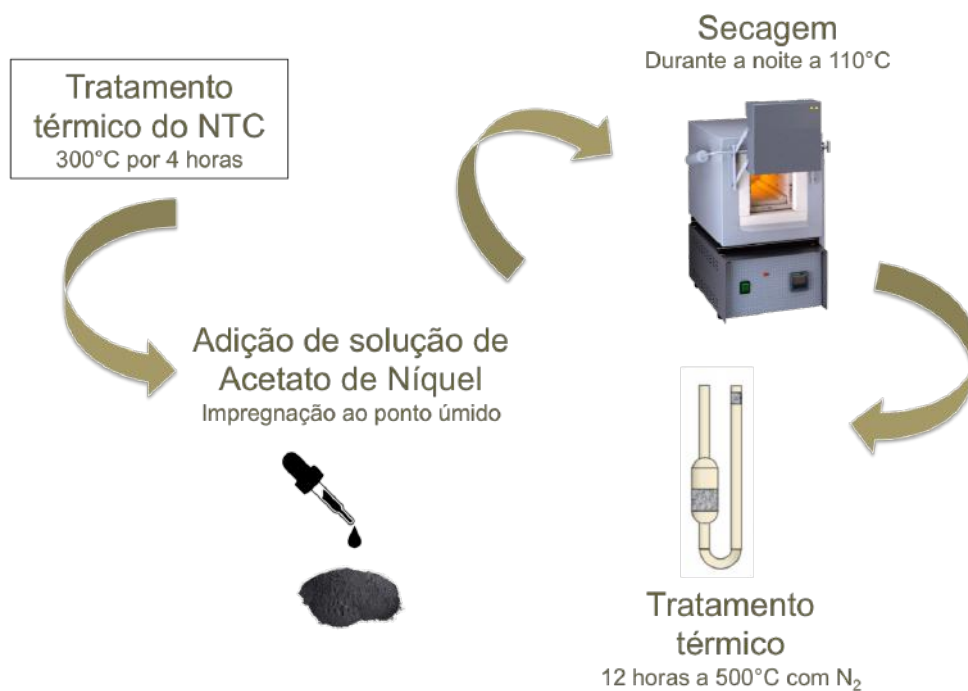 Tratamento
térmico do NTC
300°C por 4 horas
Adição de solução de
Acetato de Níquel
Impregnação ao ponto úmido
Secagem
Durante a noite a 110°C
Tratamento
térmico
12 horas a 500°C com N₂